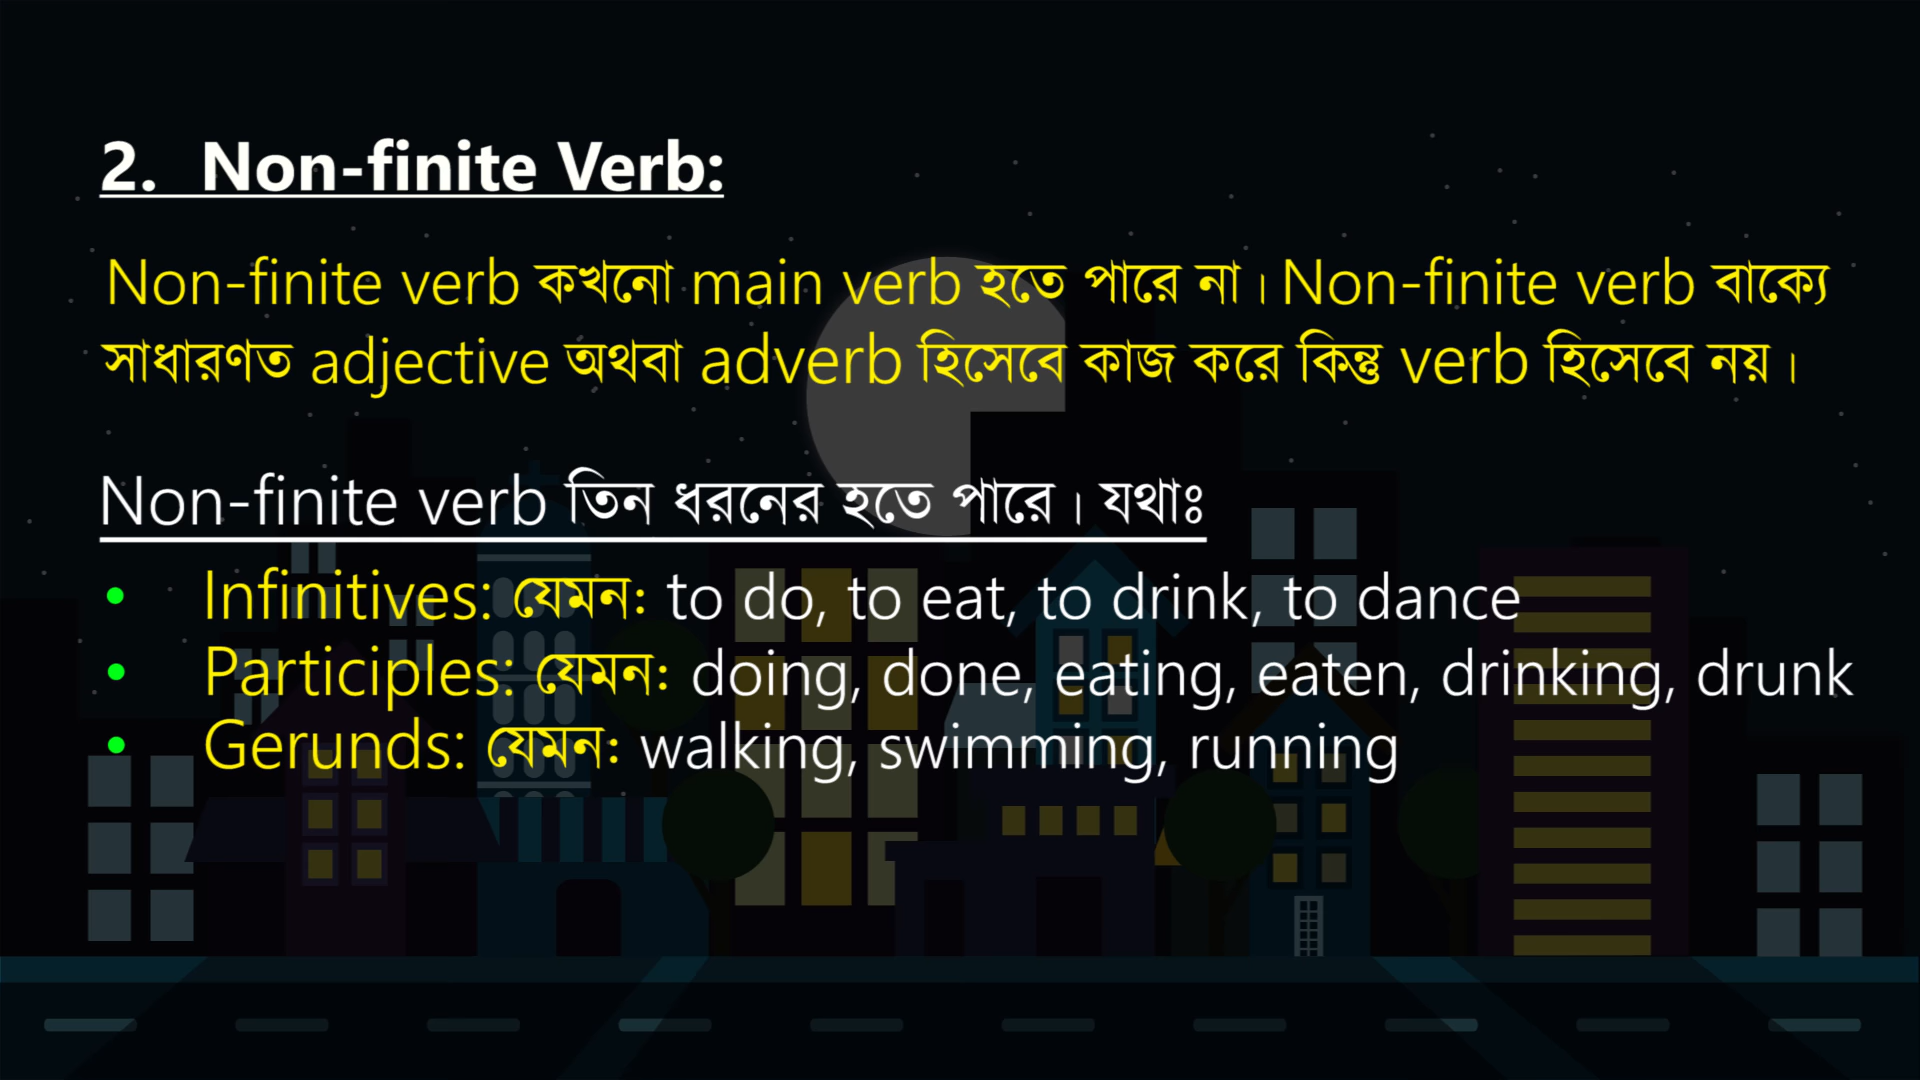 2. Non-finite Verb:
Non-finite verb কখনো main verb হতে পারে না। Non-finite verb বাক্যে
সাধারণত adjective অথবা adverb হিসেবে কাজ করে কিন্তু verb হিসেবে নয়।
Non-finite verb তিন ধরনের হতে পারে। যথাঃ
• Infinitives: যেমন: to do, to eat, to drink, to dance
• Participles: যেমন: doing, done, eating, eaten, drinking, drunk
• Gerunds: যেমন: walking, swimming, running